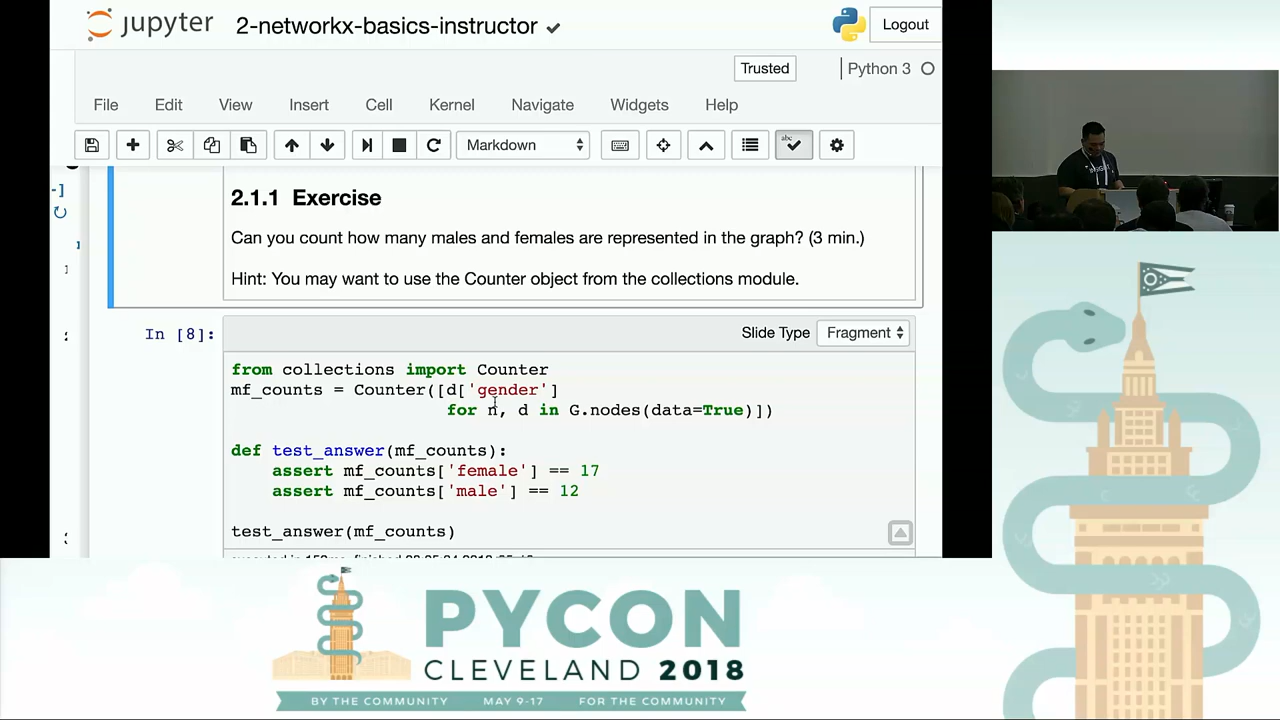 jupyter 2-networkx-basics-instructor Logout
Trusted Python 3
File Edit View Insert Cell Kernel Navigate Widgets Help
Markdown
2.1.1 Exercise
Can you count how many males and females are represented in the graph? (3 min.)
Hint: You may want to use the Counter object from the collections module.
In [8]:
Slide Type Fragment
from collections import Counter
mf_counts = Counter([d['gender']
for n, d in G.nodes(data=True)])
def test_answer(mf_counts):
assert mf_counts['female'] == 17
assert mf_counts['male'] == 12
test_answer(mf_counts)
PYCON
CLEVELAND 2018
BY THE COMMUNITY MAY 9-17 FOR THE COMMUNITY